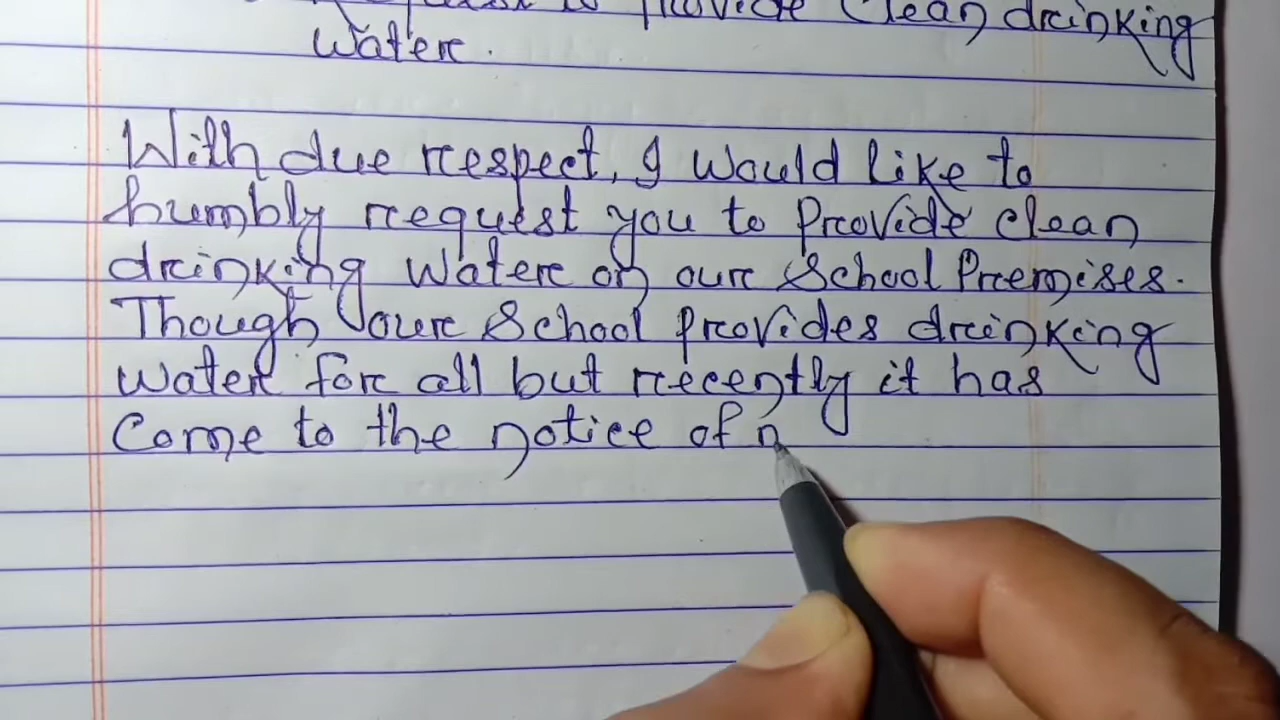 Request to Provide Clean drinking
Water.
With due respect, I would like to
humbly request you to Provide clean
drinking Water on our School Premises.
Though our School provides drinking
Water for all but recently it has
Come to the notice of